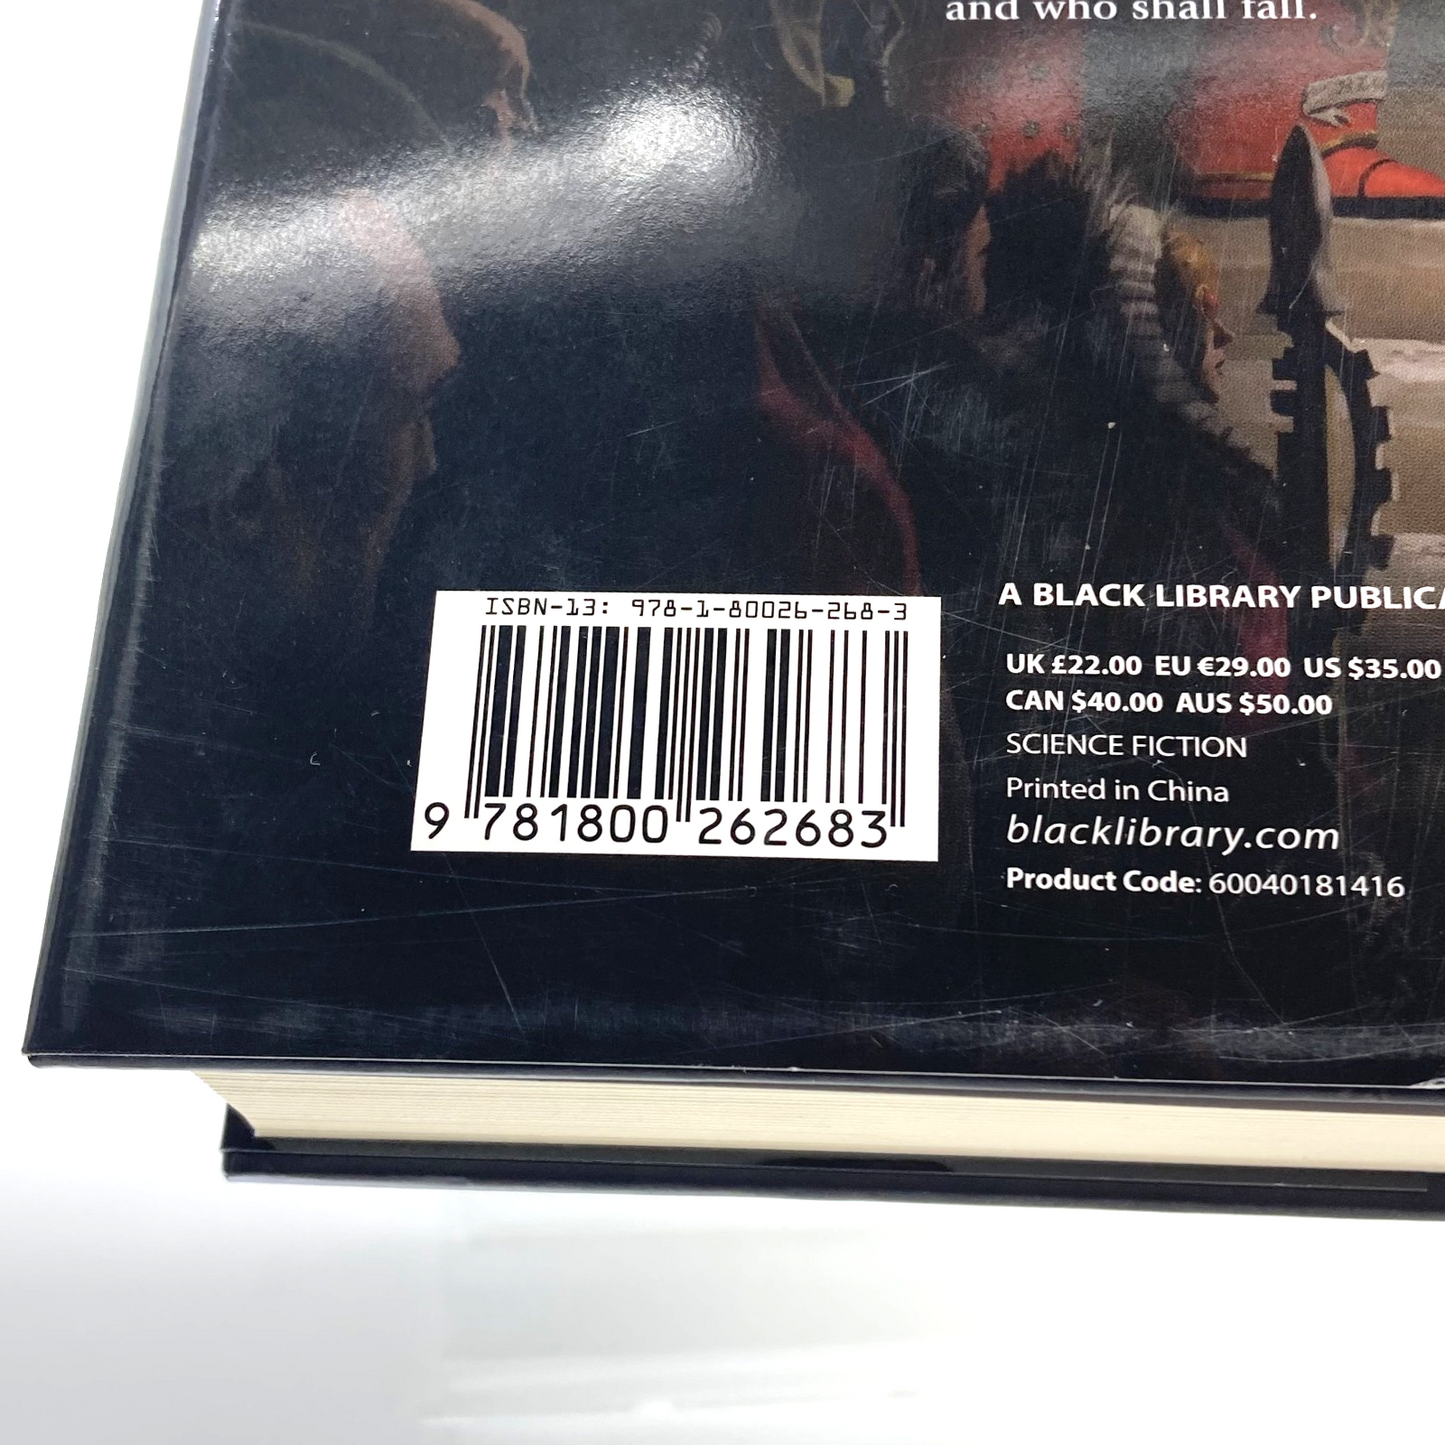 and who shall fall.
ISBN-13: 978-1-80026-268-3
9 781800 262683
A BLACK LIBRARY
UK £22.00 EU €29.00 US $35.00
CAN $40.00 AUS $50.00
SCIENCE FICTION
Printed in China
blacklibrary.com
Product Code: 60040181416